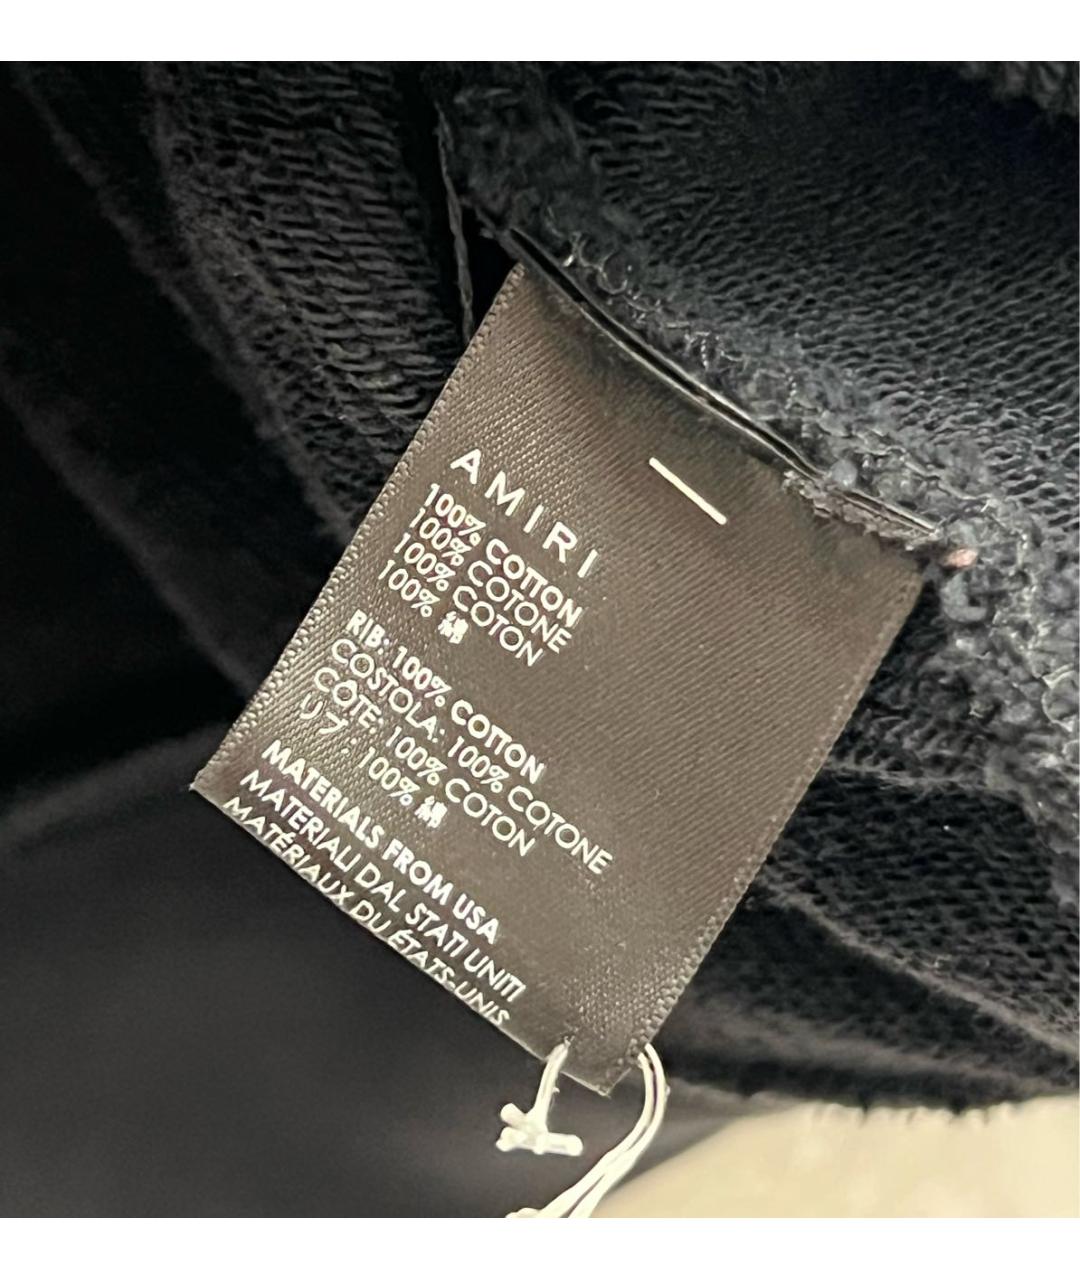 AMIRI
100% COTTON
100% COTONE
100% COTON
100% 綿
RIB: 100% COTTON
COSTOLA: 100% COTONE
CÔTE: 100% COTON
リブ: 100% 綿
MATERIALS FROM USA
MATERIALI DAL STATI UNITI
MATÉRIAUX DU ÉTATS-UNIS